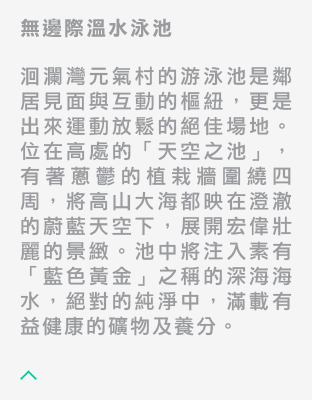 無邊際溫水泳池
洄瀾灣元氣村的游泳池是鄰
居見面與互動的樞紐，更是
出來運動放鬆的絕佳場地。
位在高處的「天空之池」，
有著蔥鬱的植栽牆圍繞四
周，將高山大海都映在澄澈
的蔚藍天空下，展開宏偉壯
麗的景緻。池中將注入素有
「藍色黃金」之稱的深海海
水，絕對的純淨中，滿載有
益健康的礦物及養分。